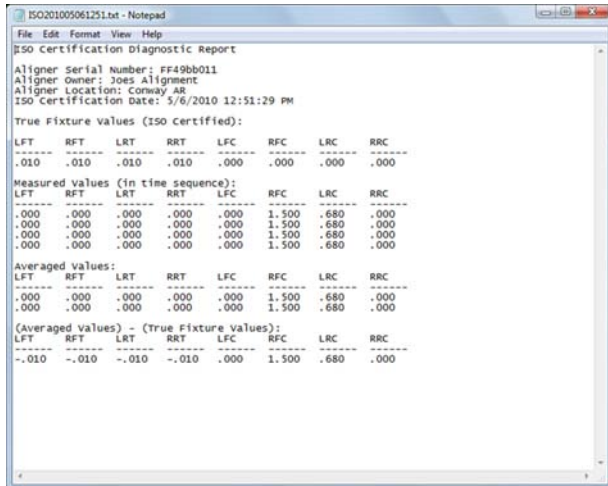 ISO201005061251.txt - Notepad
File Edit Format View Help
ISO Certification Diagnostic Report
Aligner Serial Number: FF49bb011
Aligner Owner: Joes Alignment
Aligner Location: Conway AR
ISO Certification Date: 5/6/2010 12:51:29 PM
True Fixture Values (ISO Certified):
LFT RFT LRT RRT LFC RFC LRC RRC
------ ------ ------ ------ ------ ------ ------ ------
.010 .010 .010 .010 .000 .000 .000 .000
Measured Values (in time sequence):
LFT RFT LRT RRT LFC RFC LRC RRC
------ ------ ------ ------ ------ ------ ------ ------
.000 .000 .000 .000 .000 1.500 .680 .000
.000 .000 .000 .000 .000 1.500 .680 .000
.000 .000 .000 .000 .000 1.500 .680 .000
.000 .000 .000 .000 .000 1.500 .680 .000
Averaged Values:
LFT RFT LRT RRT LFC RFC LRC RRC
------ ------ ------ ------ ------ ------ ------ ------
.000 .000 .000 .000 .000 1.500 .680 .000
.000 .000 .000 .000 .000 1.500 .680 .000
(Averaged Values) - (True Fixture Values):
LFT RFT LRT RRT LFC RFC LRC RRC
------ ------ ------ ------ ------ ------ ------ ------
-.010 -.010 -.010 -.010 .000 1.500 .680 .000